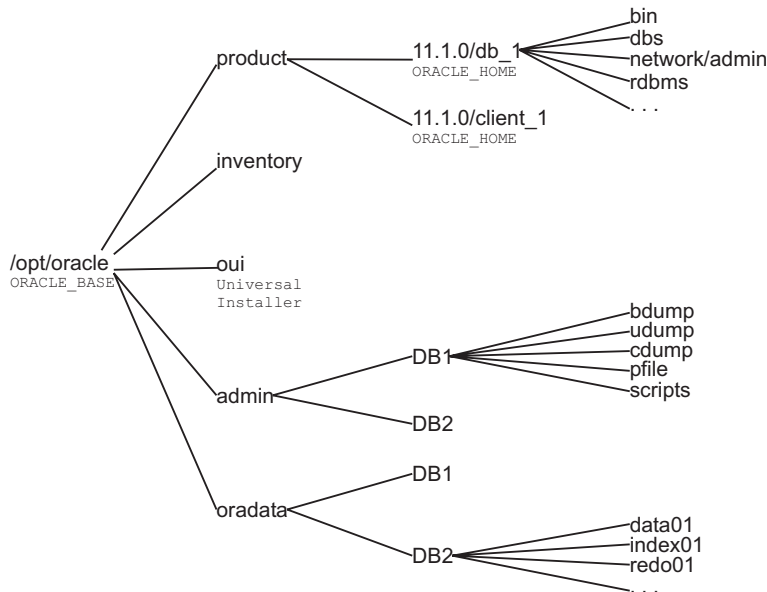 /opt/oracle
ORACLE_BASE
product
11.1.0/db_1
ORACLE_HOME
bin
dbs
network/admin
rdbms
. . .
11.1.0/client_1
ORACLE_HOME
inventory
oui
Universal
Installer
admin
DB1
bdump
udump
cdump
pfile
scripts
DB2
oradata
DB1
DB2
data01
index01
redo01
. . .